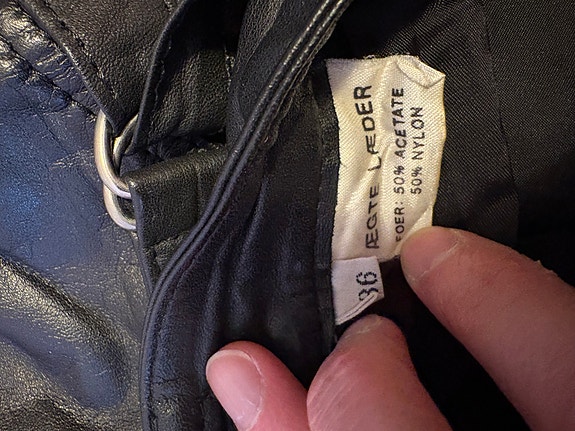 ÆGTE LÆDER
FOER: 50% ACETATE
50% NYLON
36